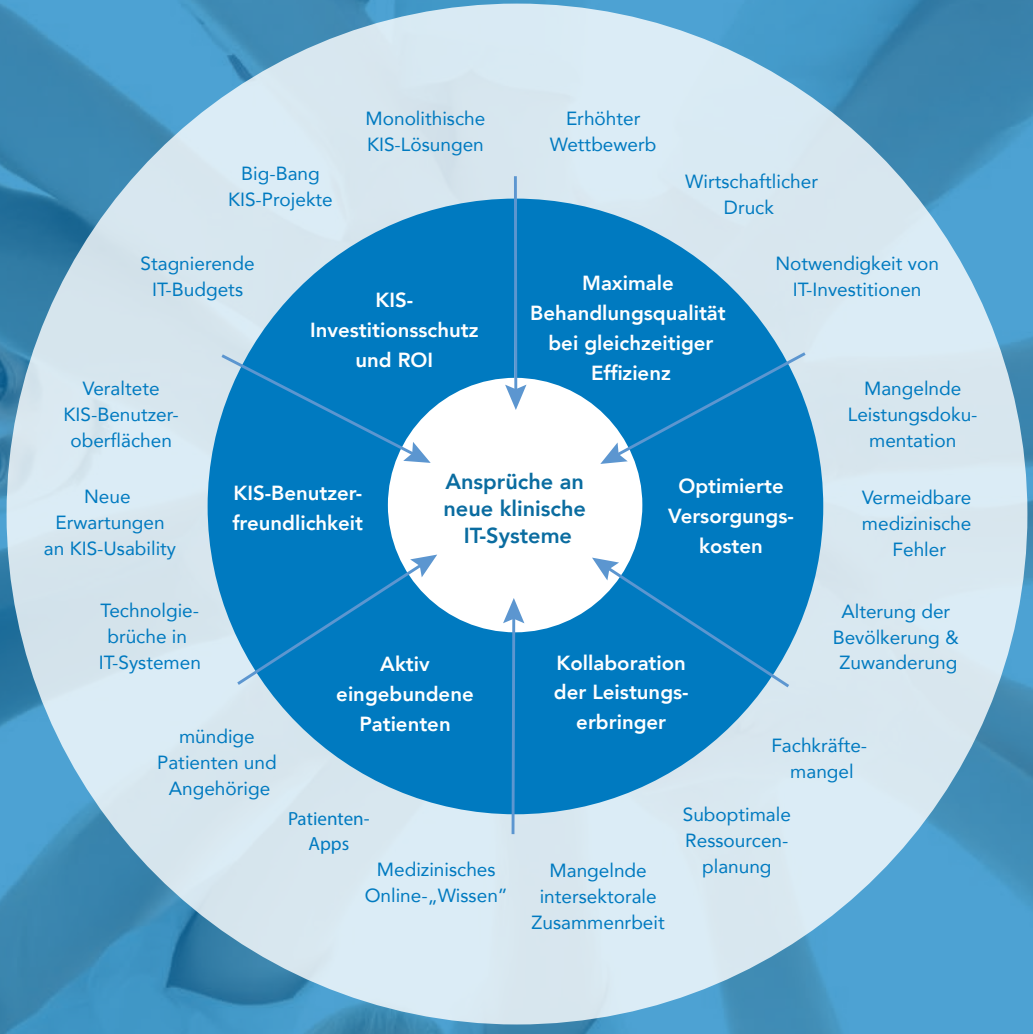 Monolithische
KIS-Lösungen
Erhöhter
Wettbewerb
Big-Bang
KIS-Projekte
Wirtschaftlicher
Druck
Stagnierende
IT-Budgets
Notwendigkeit von
IT-Investitionen
KIS-
Investitionsschutz
und ROI
Maximale
Behandlungsqualität
bei gleichzeitiger
Effizienz
Veraltete
KIS-Benutzer-
oberflächen
Mangelnde
Leistungsdoku-
mentation
Neue
Erwartungen
an KIS-Usability
KIS-Benutzer-
freundlichkeit
Ansprüche an
neue klinische
IT-Systeme
Optimierte
Versorgungs-
kosten
Vermeidbare
medizinische
Fehler
Technolgie-
brüche in
IT-Systemen
Alterung der
Bevölkerung &
Zuwanderung
Aktiv
eingebundene
Patienten
Kollaboration
der Leistungs-
erbringer
mündige
Patienten und
Angehörige
Fachkräfte-
mangel
Patienten-
Apps
Suboptimale
Ressourcen-
planung
Medizinisches
Online-„Wissen“
Mangelnde
intersektorale
Zusammenrbeit